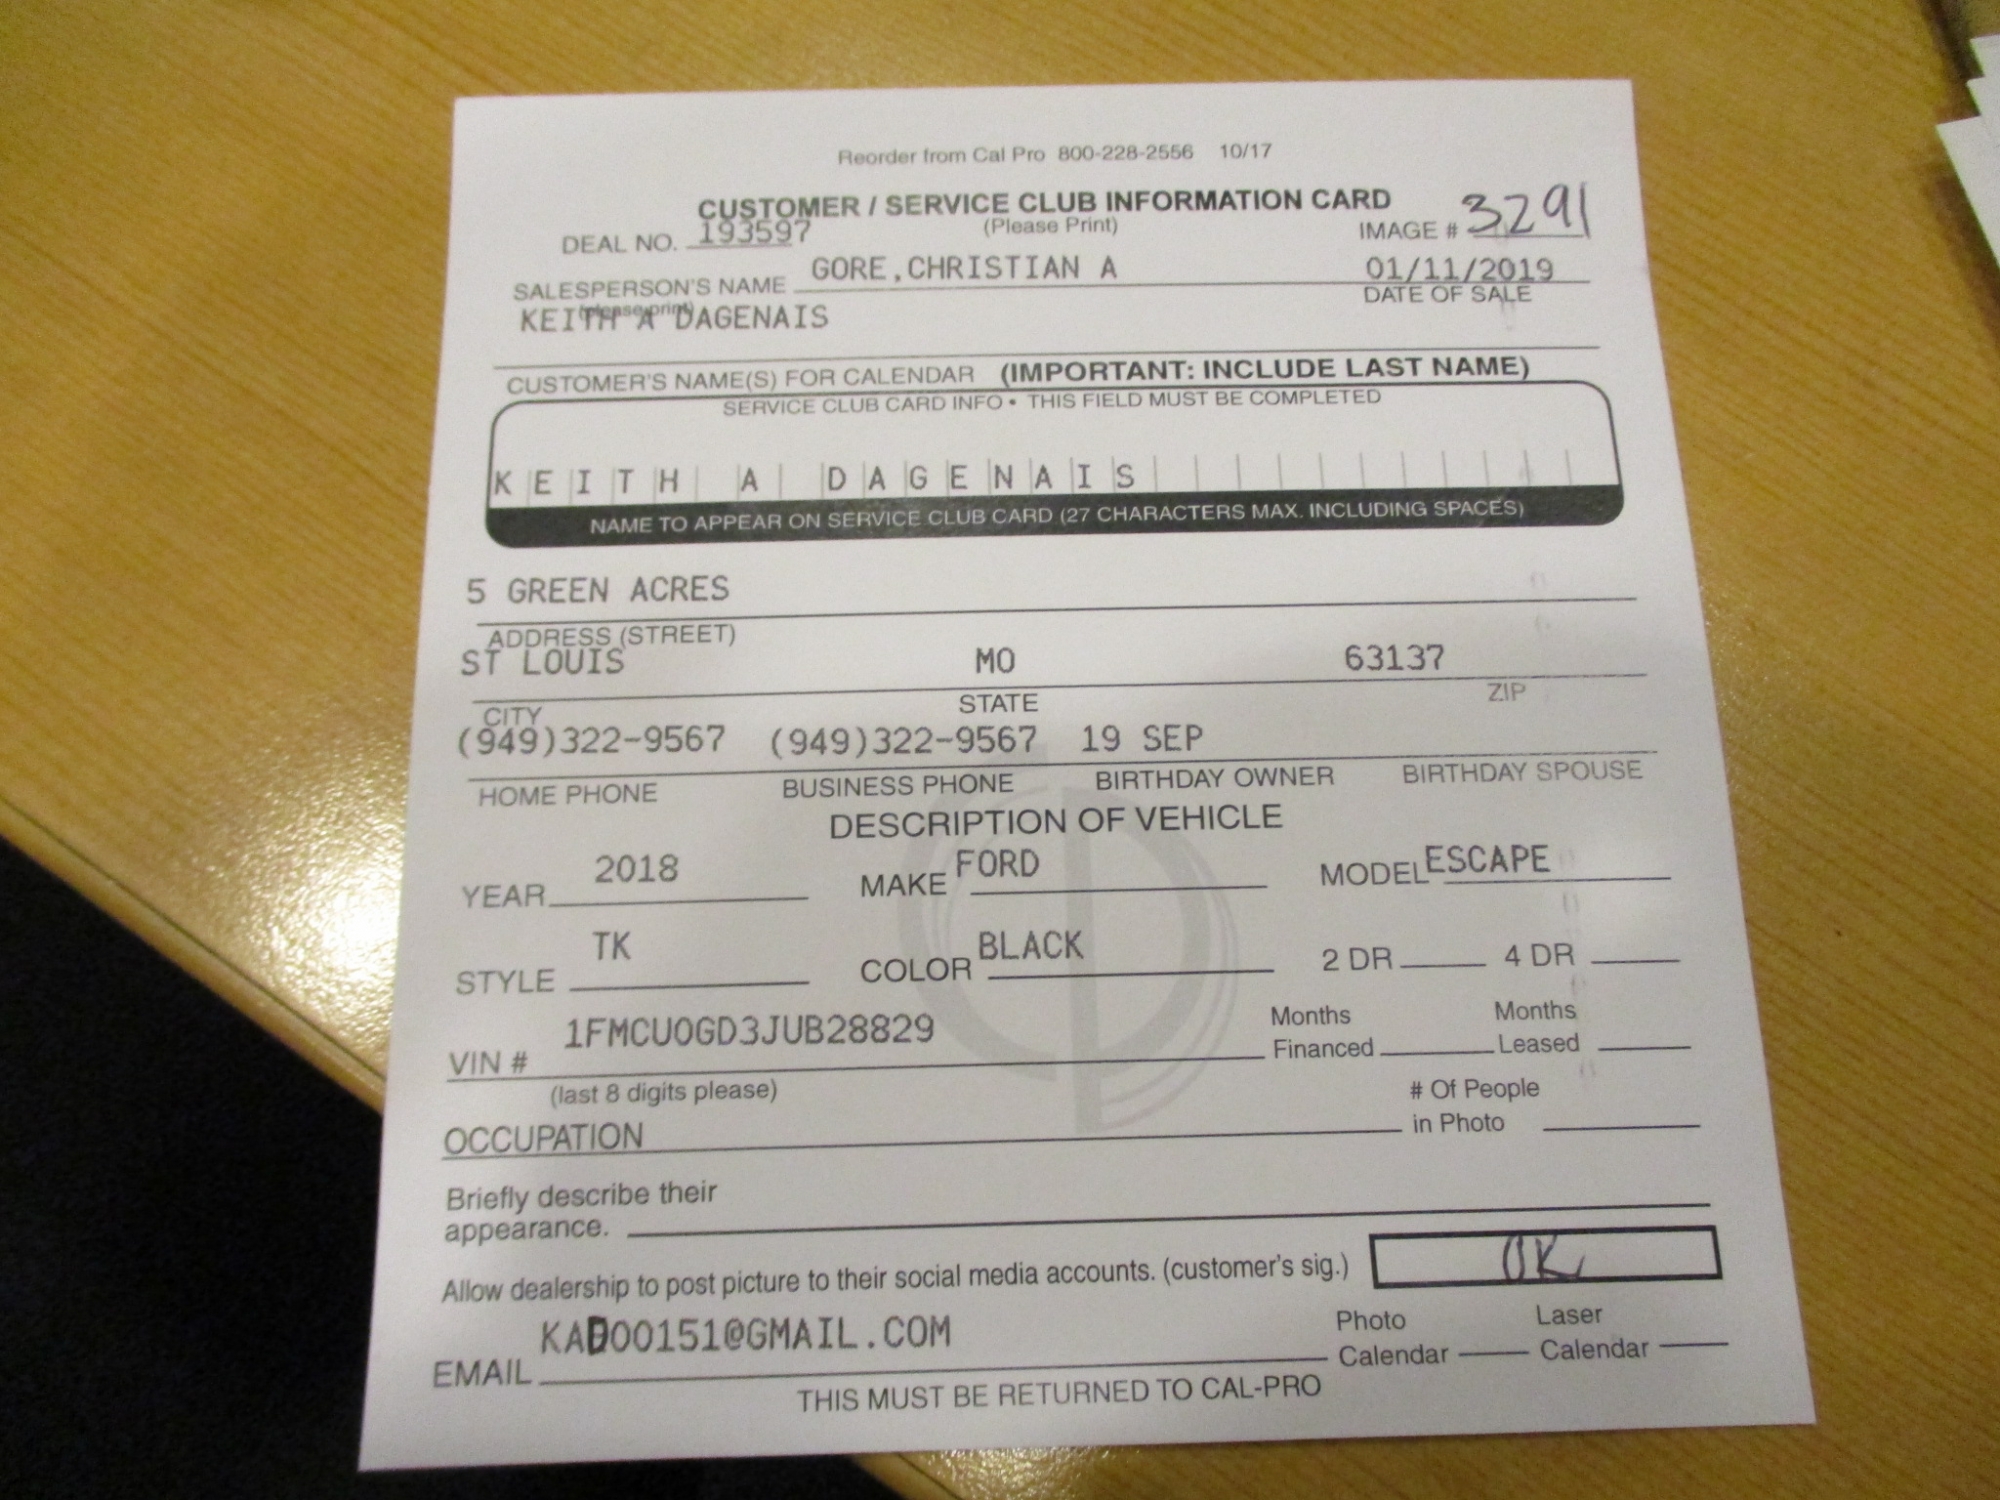 Reorder from Cal Pro 800-228-2556 10/17
CUSTOMER / SERVICE CLUB INFORMATION CARD
(Please Print)
DEAL NO. 193597 IMAGE # 3291
SALESPERSON'S NAME GORE,CHRISTIAN A 01/11/2019
(please print) DATE OF SALE
KEITH A DAGENAIS
CUSTOMER'S NAME(S) FOR CALENDAR (IMPORTANT: INCLUDE LAST NAME)
SERVICE CLUB CARD INFO • THIS FIELD MUST BE COMPLETED
KEITH A DAGENAIS
NAME TO APPEAR ON SERVICE CLUB CARD (27 CHARACTERS MAX. INCLUDING SPACES)
5 GREEN ACRES
ADDRESS (STREET)
ST LOUIS MO 63137
CITY STATE ZIP
(949)322-9567 (949)322-9567 19 SEP
HOME PHONE BUSINESS PHONE BIRTHDAY OWNER BIRTHDAY SPOUSE
DESCRIPTION OF VEHICLE
YEAR 2018 MAKE FORD MODEL ESCAPE
STYLE TK COLOR BLACK 2 DR 4 DR
VIN # 1FMCU0GD3JUB28829 Months Financed Months Leased
(last 8 digits please) # Of People
OCCUPATION in Photo
Briefly describe their
appearance.
Allow dealership to post picture to their social media accounts. (customer's sig.) OK
EMAIL KAD00151@GMAIL.COM Photo Calendar Laser Calendar
THIS MUST BE RETURNED TO CAL-PRO